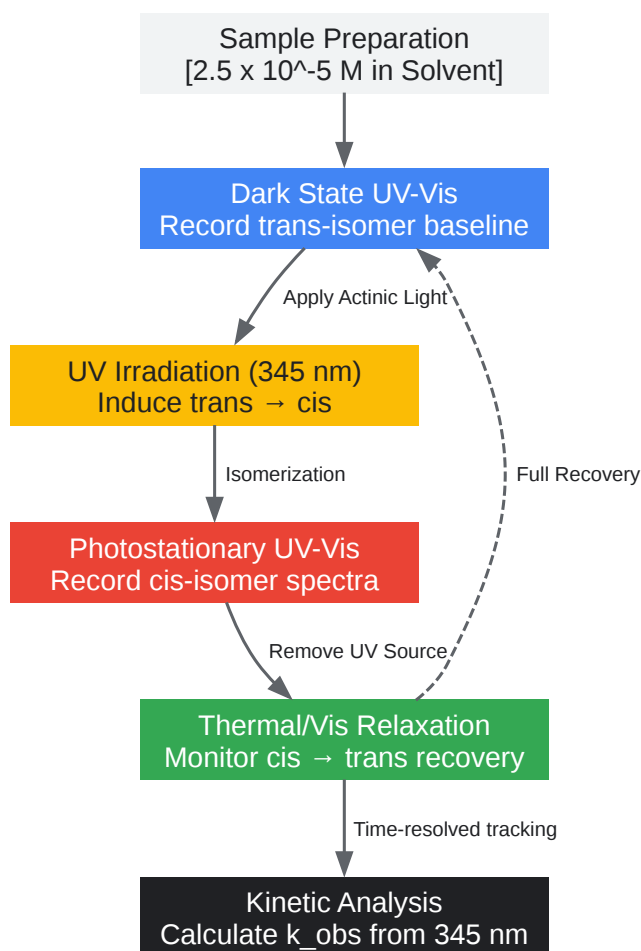 Sample Preparation
[2.5 x 10^-5 M in Solvent]
Dark State UV-Vis
Record trans-isomer baseline
Apply Actinic Light
UV Irradiation (345 nm)
Induce trans → cis
Isomerization
Full Recovery
Photostationary UV-Vis
Record cis-isomer spectra
Remove UV Source
Thermal/Vis Relaxation
Monitor cis → trans recovery
Time-resolved tracking
Kinetic Analysis
Calculate k_obs from 345 nm